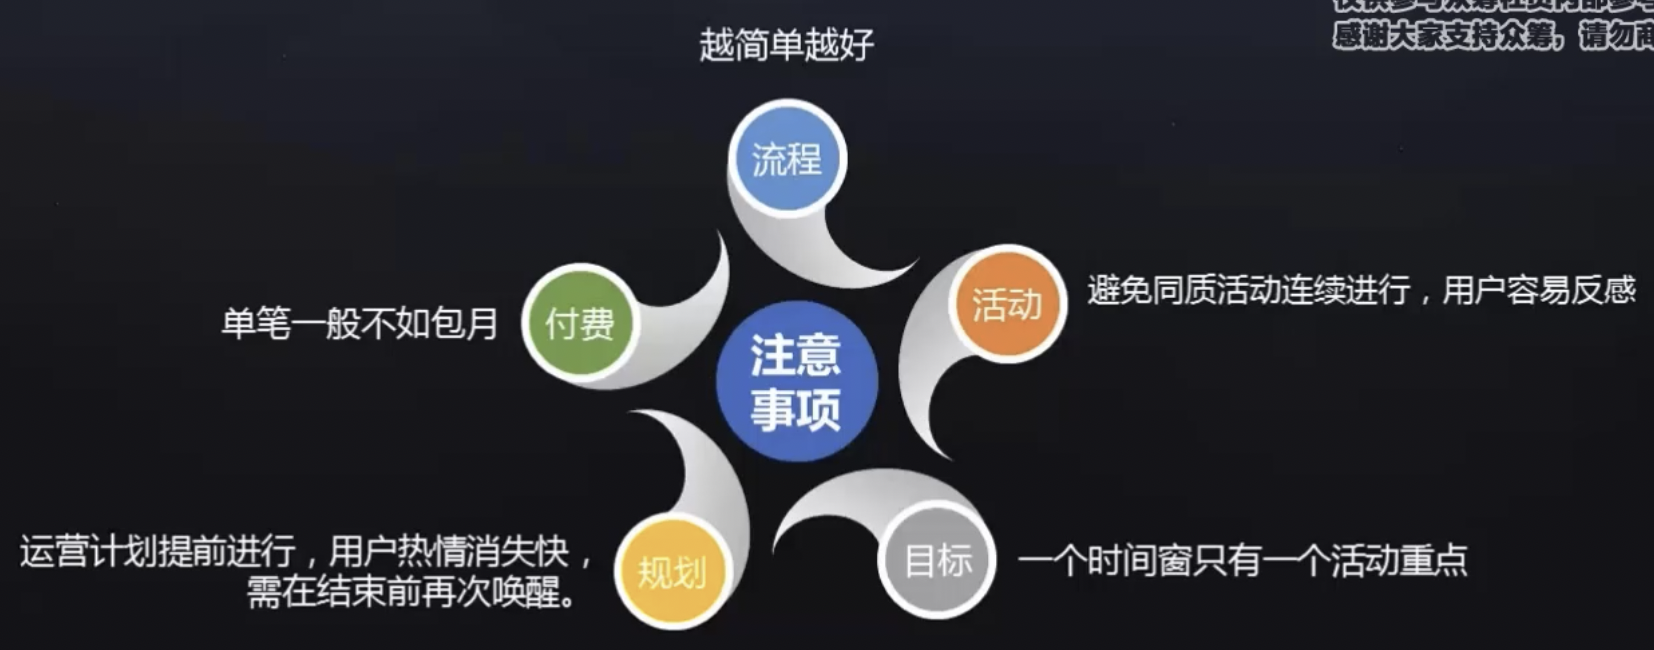 感谢大家支持众筹，请勿商
越简单越好
流程
活动
避免同质活动连续进行，用户容易反感
单笔一般不如包月
付费
注意
事项
运营计划提前进行，用户热情消失快，
需在结束前再次唤醒。
规划
目标
一个时间窗只有一个活动重点